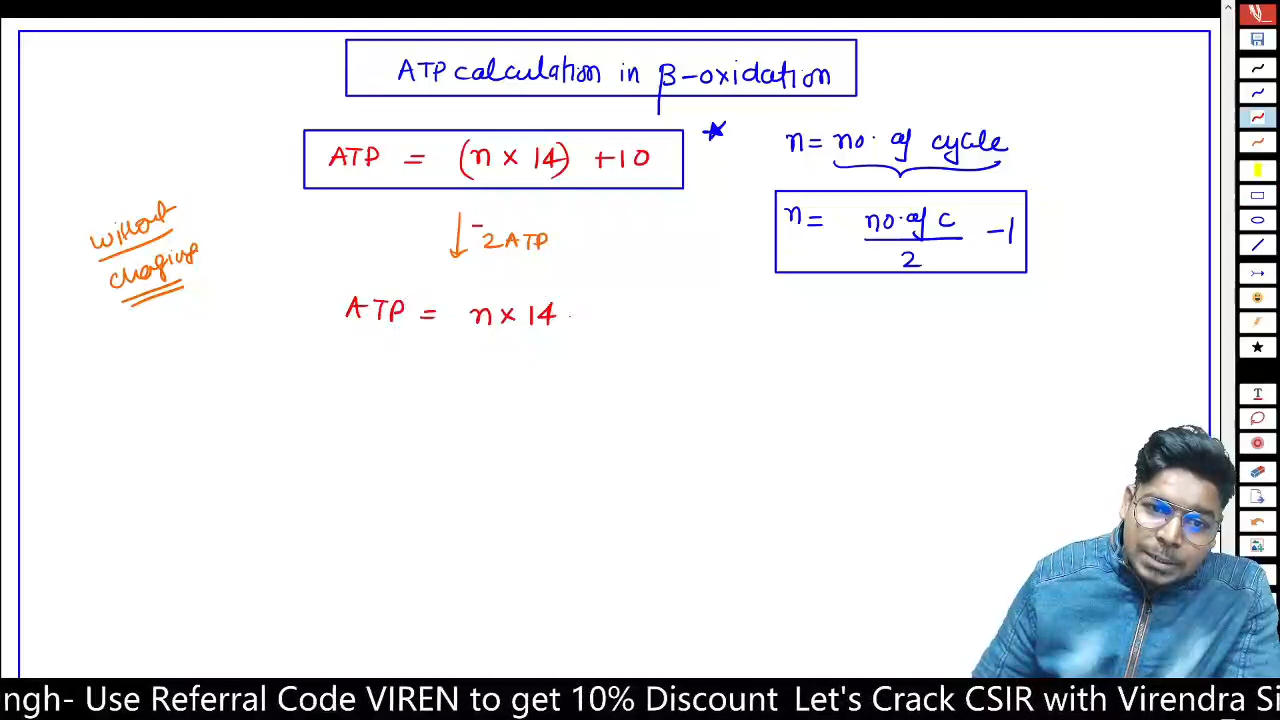 ATP calculation in β-oxidation
ATP = (n × 14) + 10
n = no. of cycle
n = no. of c / 2 - 1
without
charging
-2 ATP
ATP = n × 14
T
ngh- Use Referral Code VIREN to get 10% Discount Let's Crack CSIR with Virendra Si